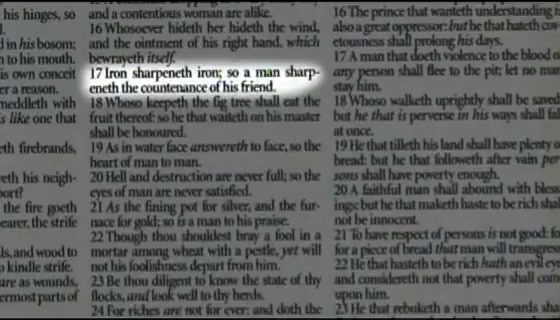 his hinges, so
l.
d in his bosom;
n to his mouth.
is own conceit
er a reason.
meddleth with
is like one that
eth firebrands,
eth his neigh-
port?
the fire goeth
bearer, the strife
ls, and wood to
o kindle strife.
are as wounds,
ermost parts of
and a contentious woman are alike.
16 Whosoever hideth her hideth the wind,
and the ointment of his right hand, which
bewrayeth itself.
17 Iron sharpeneth iron; so a man sharp-
eneth the countenance of his friend.
18 Whoso keepeth the fig tree shall eat the
fruit thereof: so he that waiteth on his master
shall be honoured.
19 As in water face answereth to face, so the
heart of man to man.
20 Hell and destruction are never full; so the
eyes of man are never satisfied.
21 As the fining pot for silver, and the fur-
nace for gold; so is a man to his praise.
22 Though thou shouldest bray a fool in a
mortar among wheat with a pestle, yet will
not his foolishness depart from him.
23 Be thou diligent to know the state of thy
flocks, and look well to thy herds.
24 For riches are not for ever: and doth the
16 The prince that wanteth understanding
also a great oppressor: but he that hateth cov-
etousness shall prolong his days.
17 A man that doeth violence to the blood o
any person shall flee to the pit; let no man
stay him.
18 Whoso walketh uprightly shall be saved
but he that is perverse in his ways shall fal
at once.
19 He that tilleth his land shall have plenty o
bread: but he that followeth after vain per
sons shall have poverty enough.
20 A faithful man shall abound with bles
ings: but he that maketh haste to be rich shal
not be innocent.
21 To have respect of persons is not good: fo
for a piece of bread that man will transgres
22 He that hasteth to be rich hath an evil eye
and considereth not that poverty shall com
upon him.
23 He that rebuketh a man afterwards sha